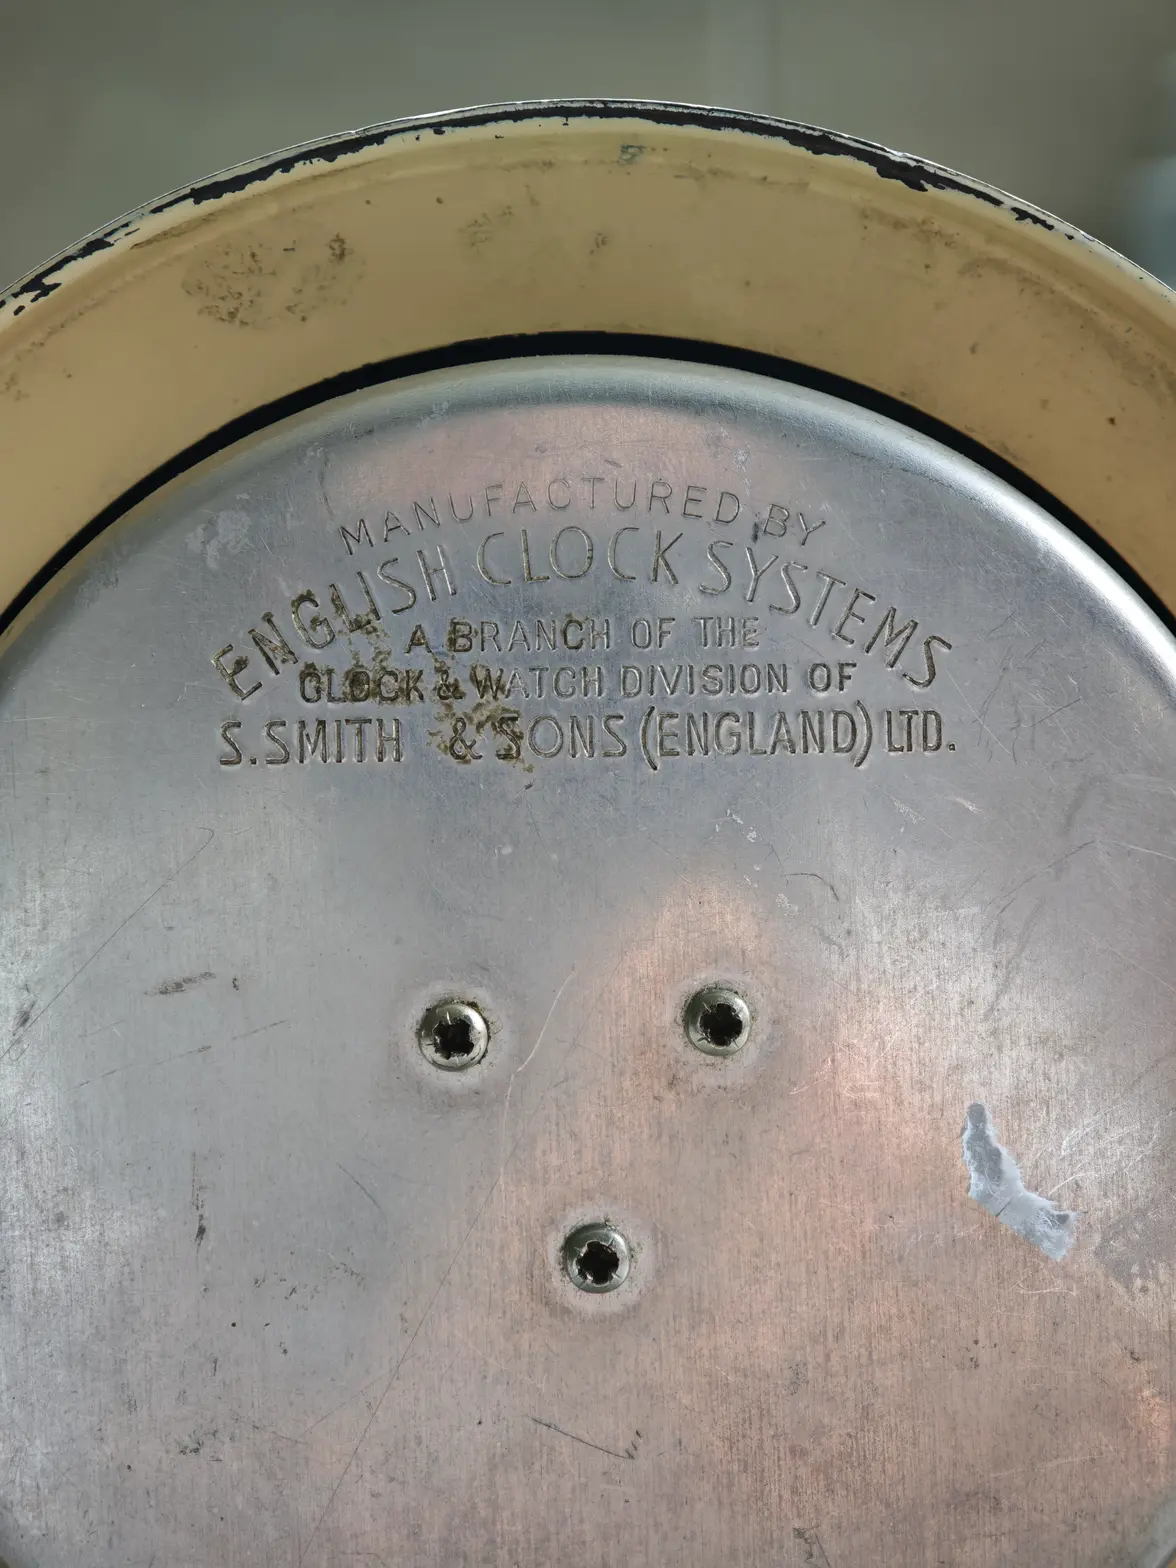 MANUFACTURED BY
ENGLISH CLOCK SYSTEMS
A BRANCH OF THE
CLOCK & WATCH DIVISION OF
S. SMITH & SONS (ENGLAND) LTD.